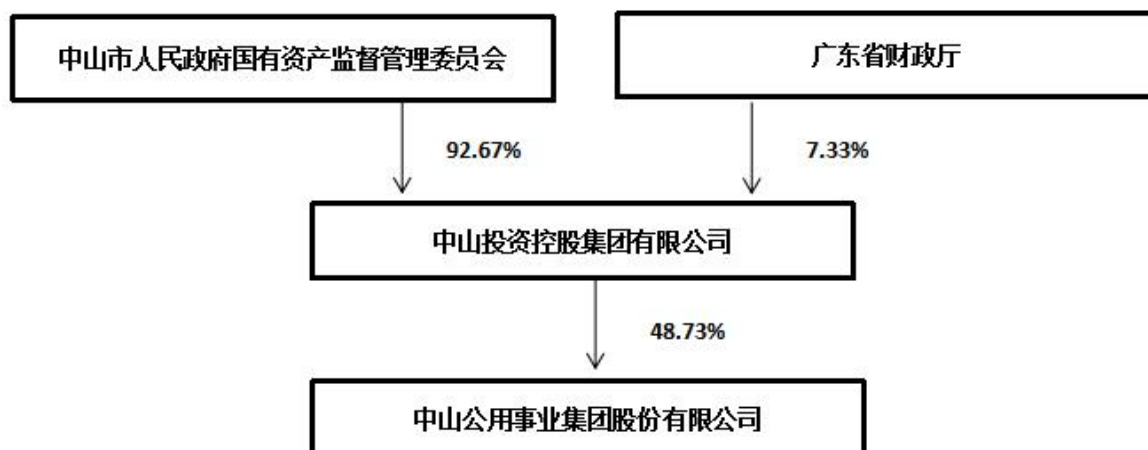 中山市人民政府国有资产监督管理委员会
广东省财政厅
92.67%
7.33%
中山投资控股集团有限公司
48.73%
中山公用事业集团股份有限公司